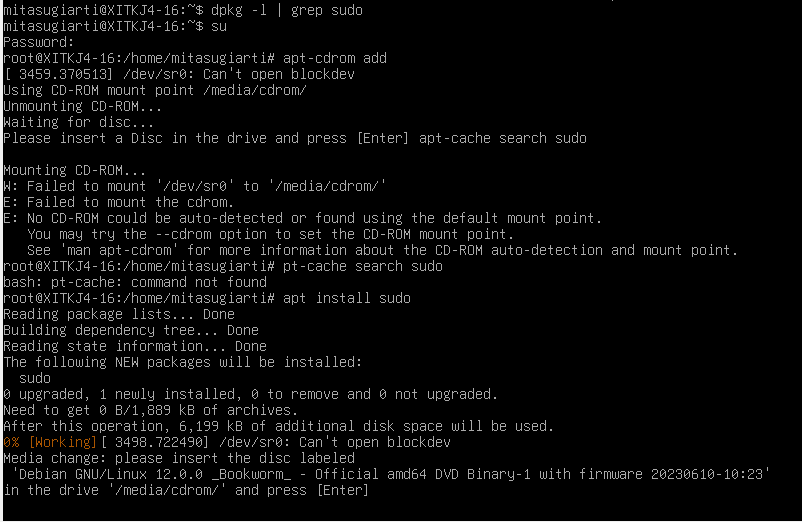 mitasugiarti@XITKJ4-16:~$ dpkg -l | grep sudo
mitasugiarti@XITKJ4-16:~$ su
Password:
root@XITKJ4-16:/home/mitasugiarti# apt-cdrom add
[ 3459.370513] /dev/sr0: Can't open blockdev
Using CD-ROM mount point /media/cdrom/
Unmounting CD-ROM...
Waiting for disc...
Please insert a Disc in the drive and press [Enter] apt-cache search sudo
Mounting CD-ROM...
W: Failed to mount '/dev/sr0' to '/media/cdrom/'
E: Failed to mount the cdrom.
E: No CD-ROM could be auto-detected or found using the default mount point.
   You may try the --cdrom option to set the CD-ROM mount point.
   See 'man apt-cdrom' for more information about the CD-ROM auto-detection and mount point.
root@XITKJ4-16:/home/mitasugiarti# pt-cache search sudo
bash: pt-cache: command not found
root@XITKJ4-16:/home/mitasugiarti# apt install sudo
Reading package lists... Done
Building dependency tree... Done
Reading state information... Done
The following NEW packages will be installed:
  sudo
0 upgraded, 1 newly installed, 0 to remove and 0 not upgraded.
Need to get 0 B/1,889 kB of archives.
After this operation, 6,199 kB of additional disk space will be used.
0% [Working][ 3498.722490] /dev/sr0: Can't open blockdev
Media change: please insert the disc labeled
 'Debian GNU/Linux 12.0.0 _Bookworm_ - Official amd64 DVD Binary-1 with firmware 20230610-10:23'
in the drive '/media/cdrom/' and press [Enter]